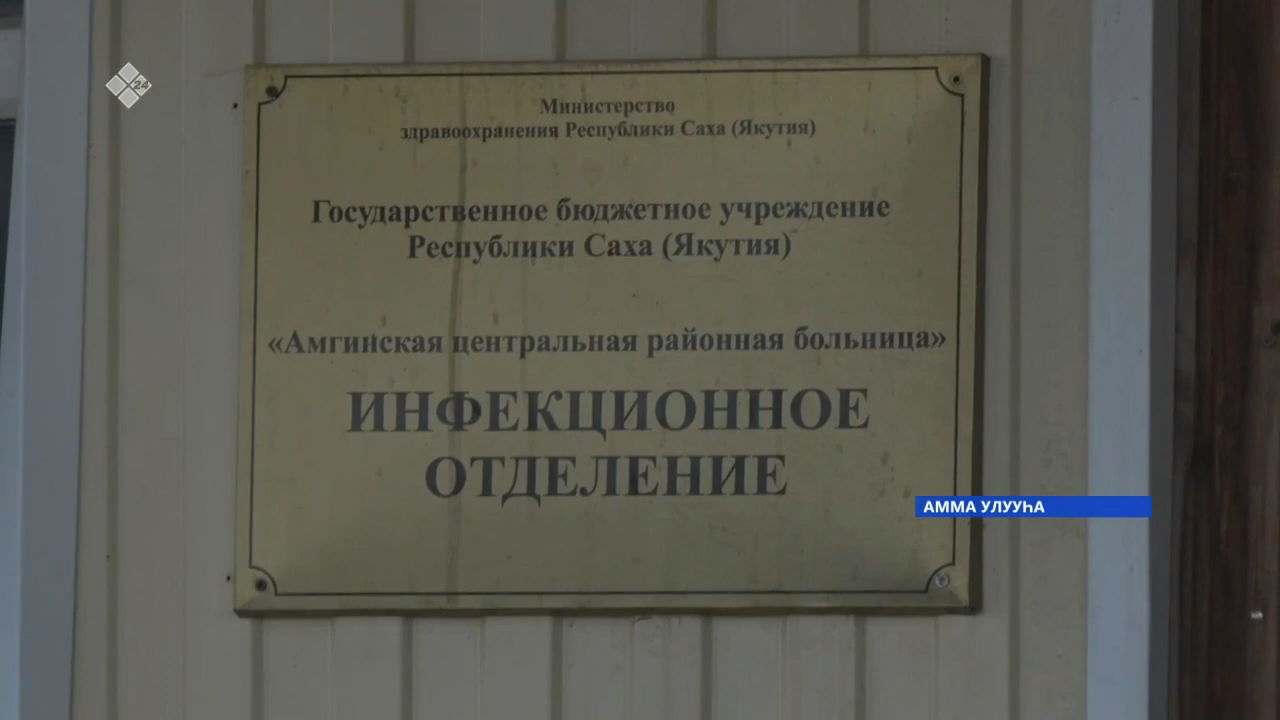 24
Министерство
здравоохранения Республики Саха (Якутия)
Государственное бюджетное учреждение
Республики Саха (Якутия)
«Амгинская центральная районная больница»
ИНФЕКЦИОННОЕ
ОТДЕЛЕНИЕ
АММА УЛУУҺА